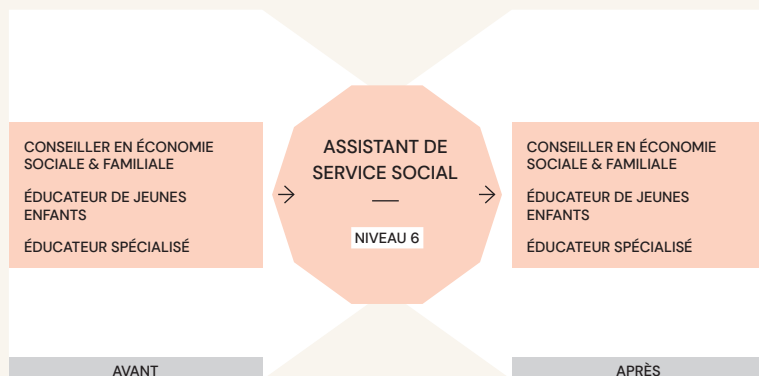 CONSEILLER EN ÉCONOMIE
SOCIALE & FAMILIALE
ÉDUCATEUR DE JEUNES
ENFANTS
ÉDUCATEUR SPÉCIALISÉ
ASSISTANT DE
SERVICE SOCIAL
NIVEAU 6
CONSEILLER EN ÉCONOMIE
SOCIALE & FAMILIALE
ÉDUCATEUR DE JEUNES
ENFANTS
ÉDUCATEUR SPÉCIALISÉ
AVANT
APRÈS